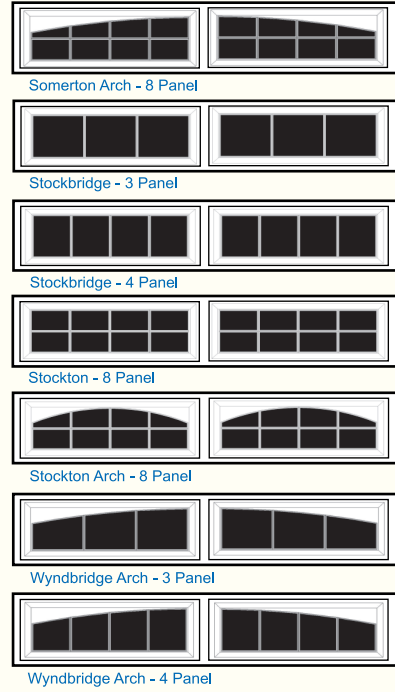 Somerton Arch - 8 Panel
Stockbridge - 3 Panel
Stockbridge - 4 Panel
Stockton - 8 Panel
Stockton Arch - 8 Panel
Wyndbridge Arch - 3 Panel
Wyndbridge Arch - 4 Panel